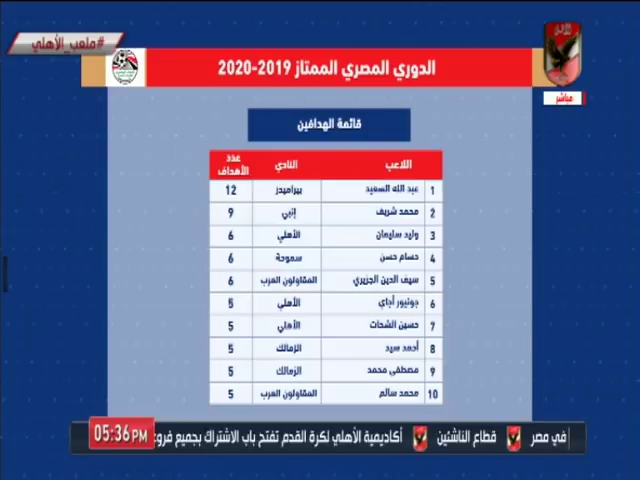 #ملعب_الأهلي
الدوري المصري الممتاز 2019-2020
مباشر
قائمة الهدافين
اللاعب النادي عدد الأهداف
1 عبد الله السعيد بيراميدز 12
2 محمد شريف إنبي 9
3 وليد سليمان الأهلي 6
4 حسام حسن سموحة 6
5 سيف الدين الجزيري المقاولون العرب 6
6 جونيور أجاي الأهلي 5
7 حسين الشحات الأهلي 5
8 أحمد سيد الزمالك 5
9 مصطفى محمد الزمالك 5
10 محمد سالم المقاولون العرب 5
في مصر قطاع الناشئين أكاديمية الأهلي لكرة القدم تفتح باب الاشتراك بجميع فروع
05:36 PM